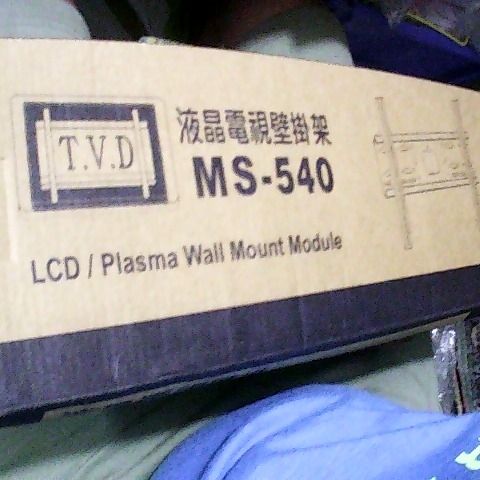 T.V.D
液晶電視壁掛架
MS-540
LCD / Plasma Wall Mount Module